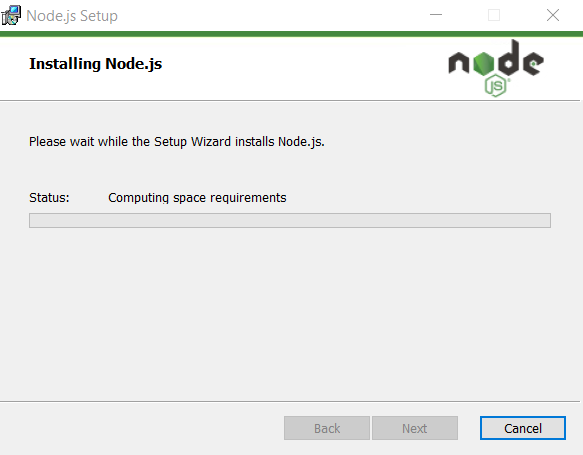 Node.js Setup
Installing Node.js
node
JS
Please wait while the Setup Wizard installs Node.js.
Status: Computing space requirements
Back Next Cancel